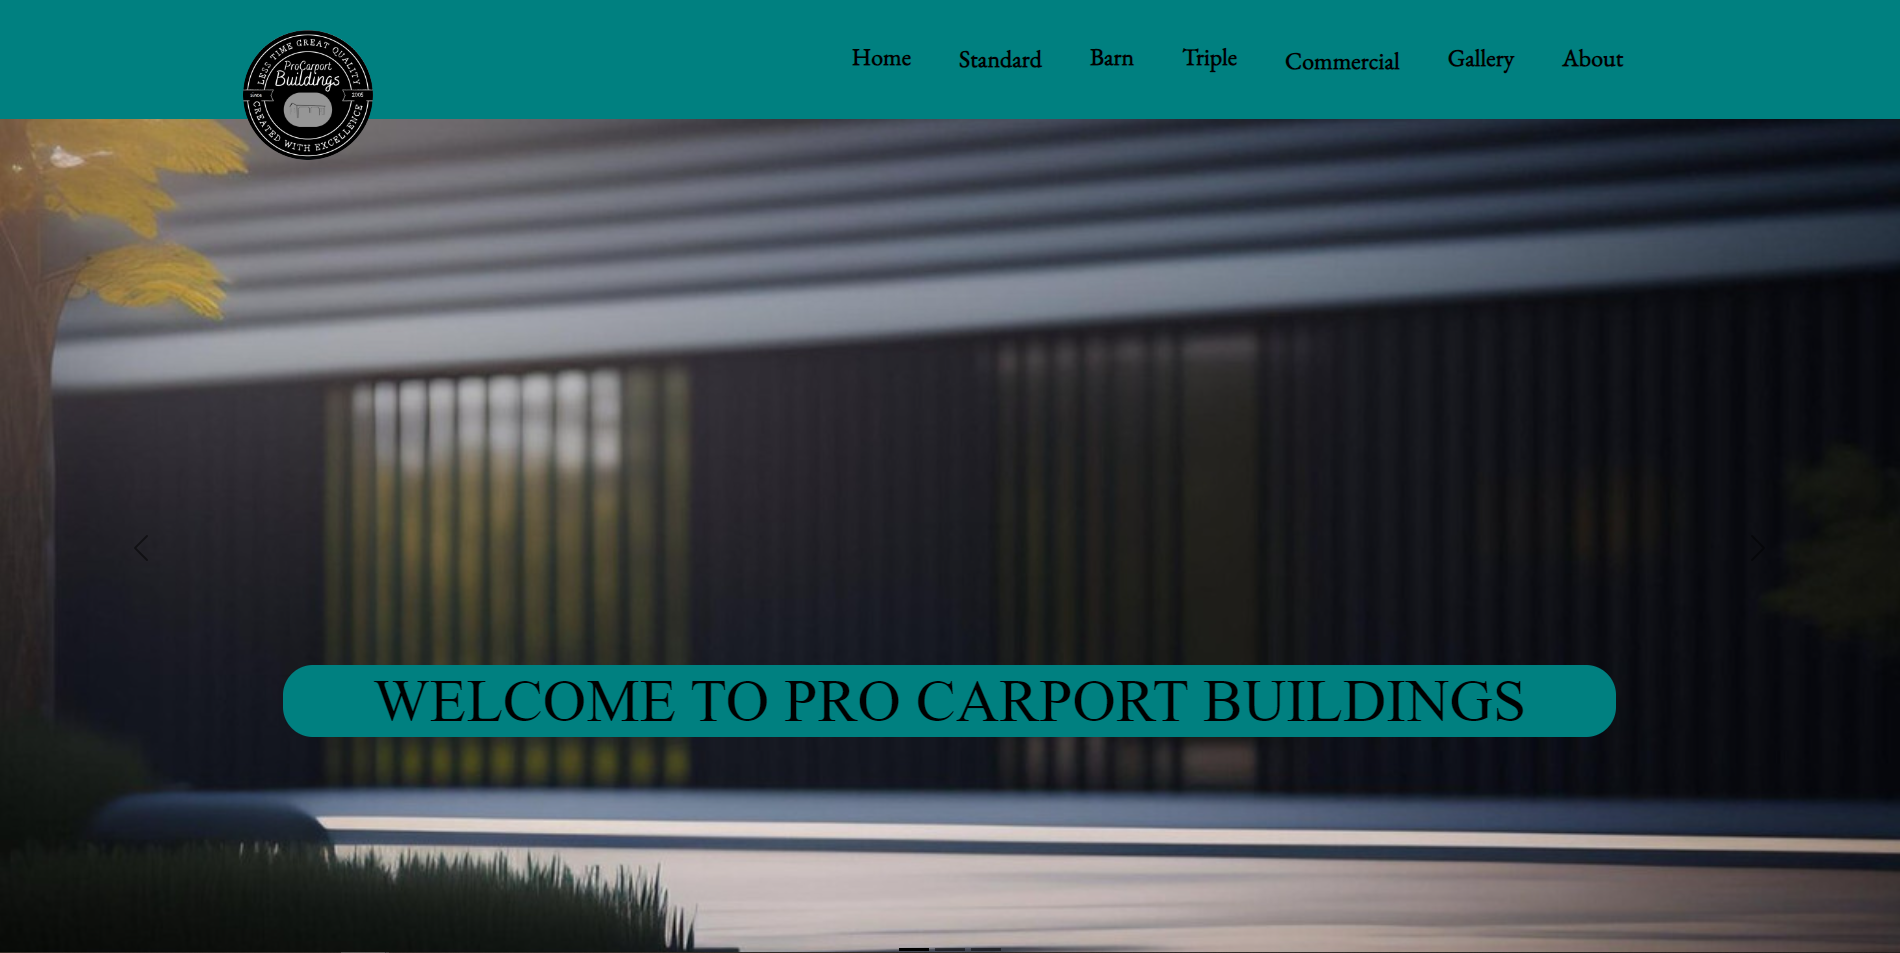 LESS TIME GREAT QUALITY
ProCarport
Buildings
Since
2005
CREATED WITH EXCELLENCE
Home
Standard
Barn
Triple
Commercial
Gallery
About
WELCOME TO PRO CARPORT BUILDINGS